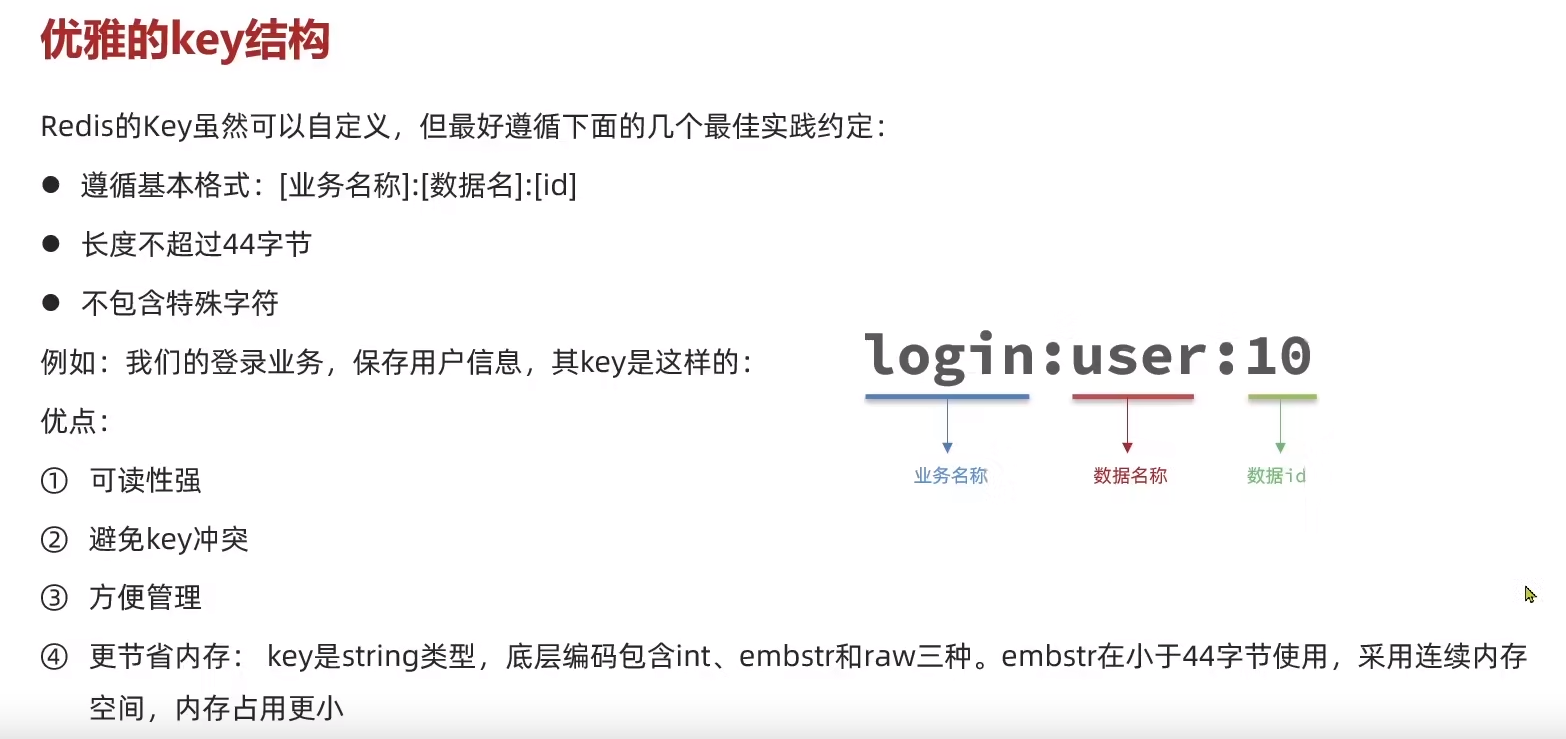 优雅的key结构
Redis的Key虽然可以自定义，但最好遵循下面的几个最佳实践约定：
● 遵循基本格式：[业务名称]:[数据名]:[id]
● 长度不超过44字节
● 不包含特殊字符
例如：我们的登录业务，保存用户信息，其key是这样的：
login:user:10
业务名称 数据名称 数据id
优点：
① 可读性强
② 避免key冲突
③ 方便管理
④ 更节省内存： key是string类型，底层编码包含int、embstr和raw三种。embstr在小于44字节使用，采用连续内存
空间，内存占用更小